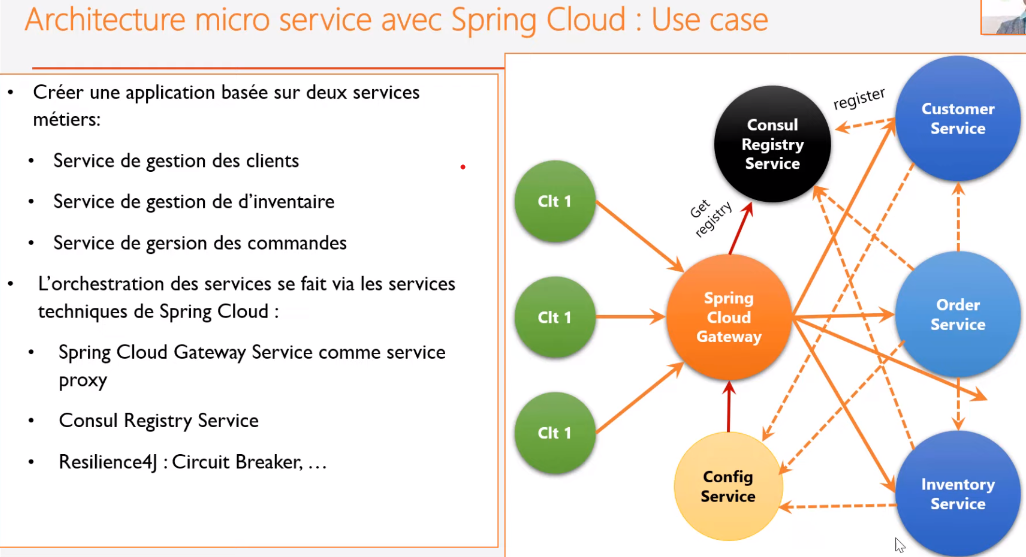 Architecture micro service avec Spring Cloud : Use case
• Créer une application basée sur deux services
métiers:
• Service de gestion des clients
• Service de gestion de d'inventaire
• Service de gersion des commandes
• L'orchestration des services se fait via les services
techniques de Spring Cloud :
• Spring Cloud Gateway Service comme service
proxy
• Consul Registry Service
• Resilience4J : Circuit Breaker, …
Clt 1
Clt 1
Clt 1
Consul
Registry
Service
register
Get
registry
Spring
Cloud
Gateway
Config
Service
Customer
Service
Order
Service
Inventory
Service